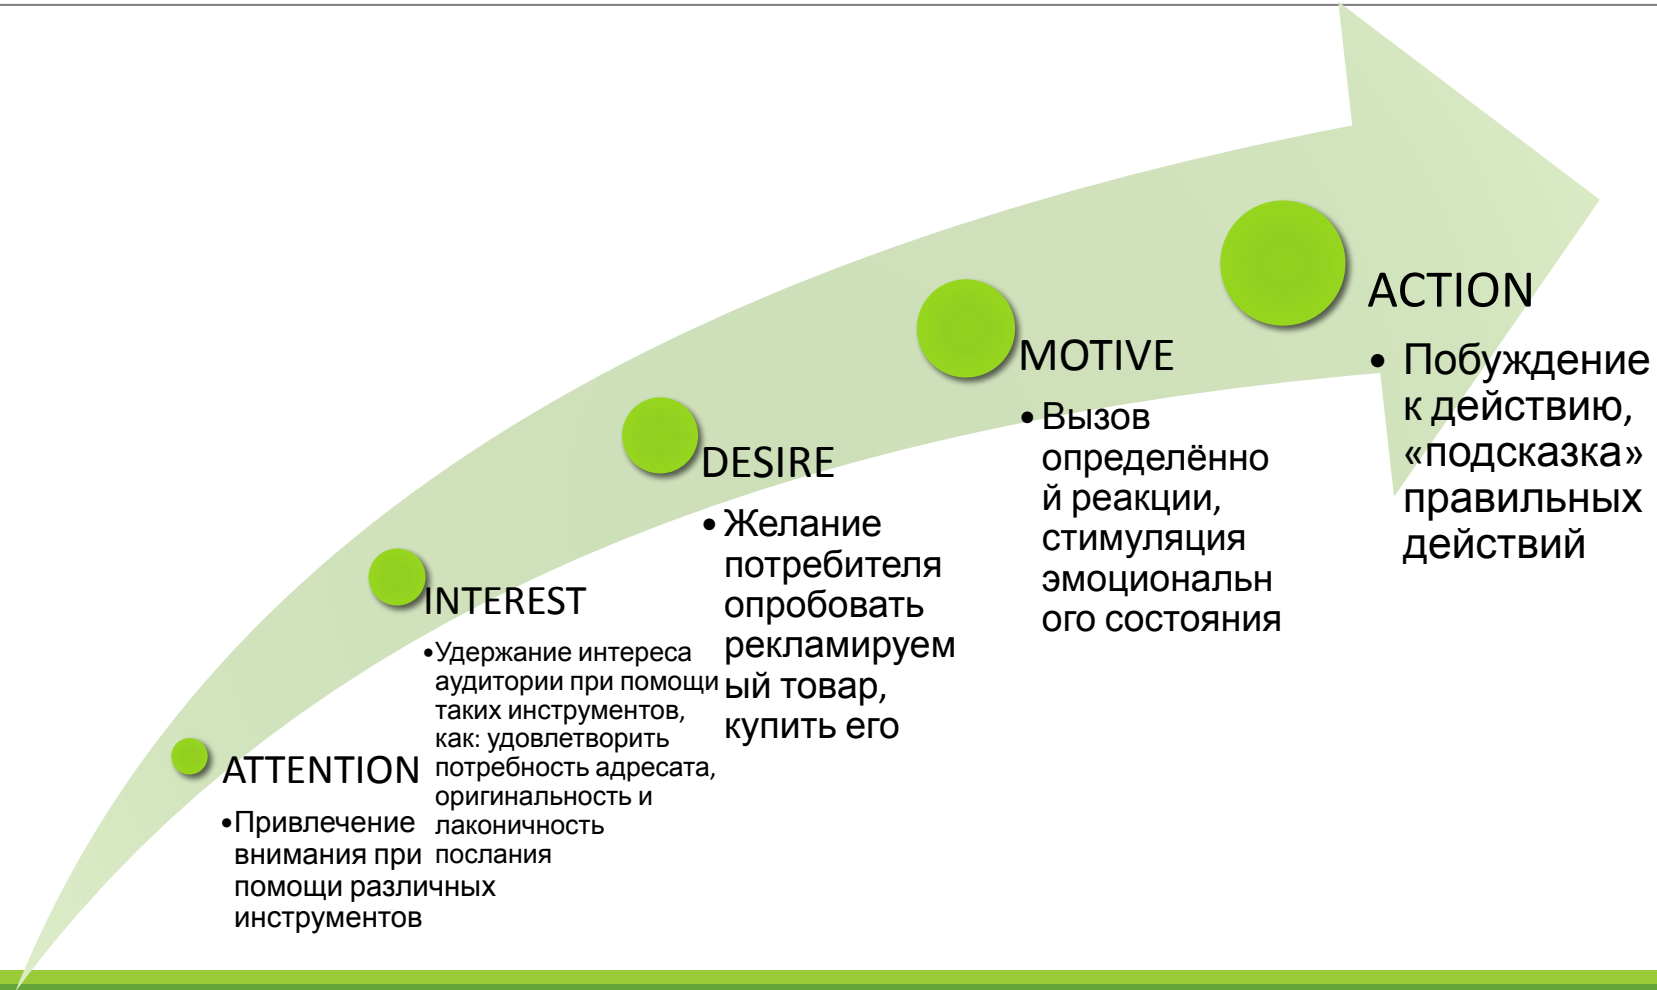 ATTENTION
•Привлечение
внимания при
помощи различных
инструментов
INTEREST
•Удержание интереса
аудитории при помощи
таких инструментов,
как: удовлетворить
потребность адресата,
оригинальность и
лаконичность
послания
DESIRE
•Желание
потребителя
опробовать
рекламируем
ый товар,
купить его
MOTIVE
•Вызов
определённо
й реакции,
стимуляция
эмоциональн
ого состояния
ACTION
• Побуждение
к действию,
«подсказка»
правильных
действий